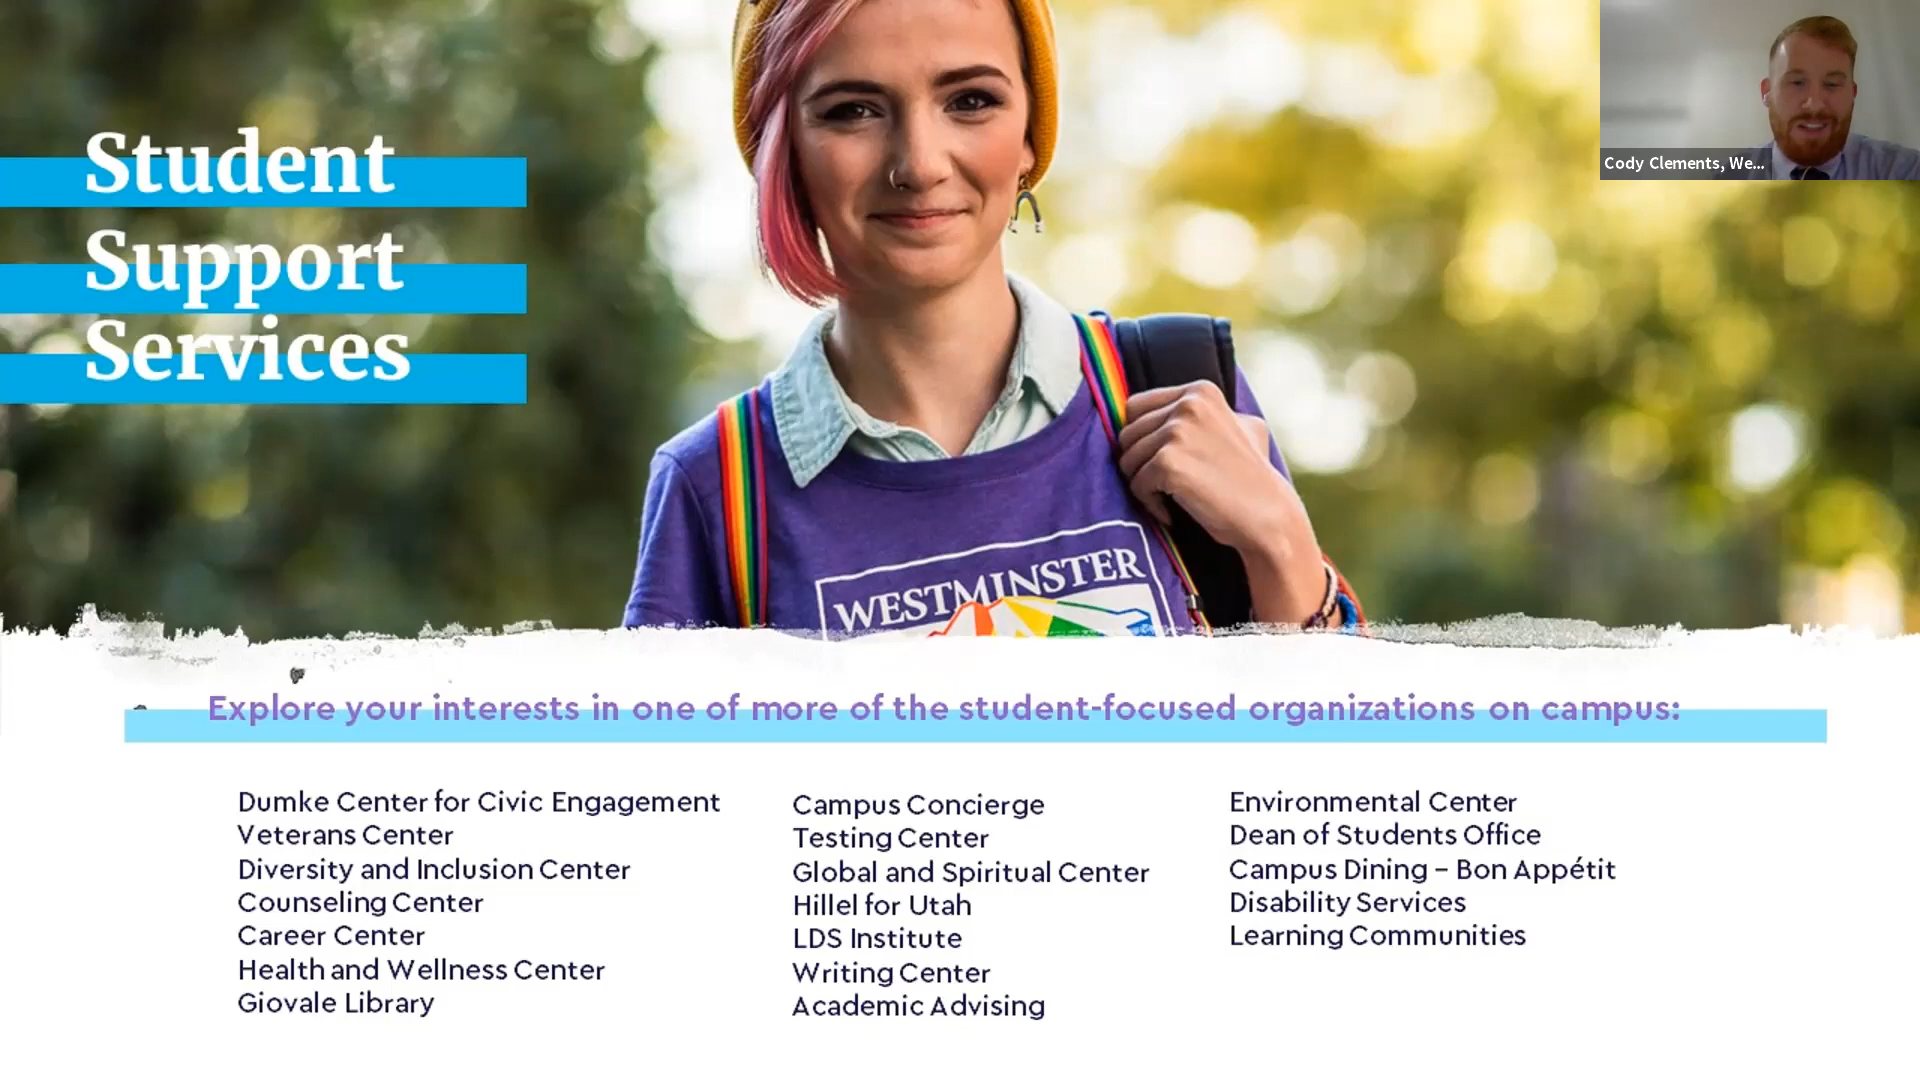 Student
Support
Services
Cody Clements, We...
WESTMINSTER
Explore your interests in one of more of the student-focused organizations on campus:
Dumke Center for Civic Engagement
Veterans Center
Diversity and Inclusion Center
Counseling Center
Career Center
Health and Wellness Center
Giovale Library
Campus Concierge
Testing Center
Global and Spiritual Center
Hillel for Utah
LDS Institute
Writing Center
Academic Advising
Environmental Center
Dean of Students Office
Campus Dining – Bon Appétit
Disability Services
Learning Communities